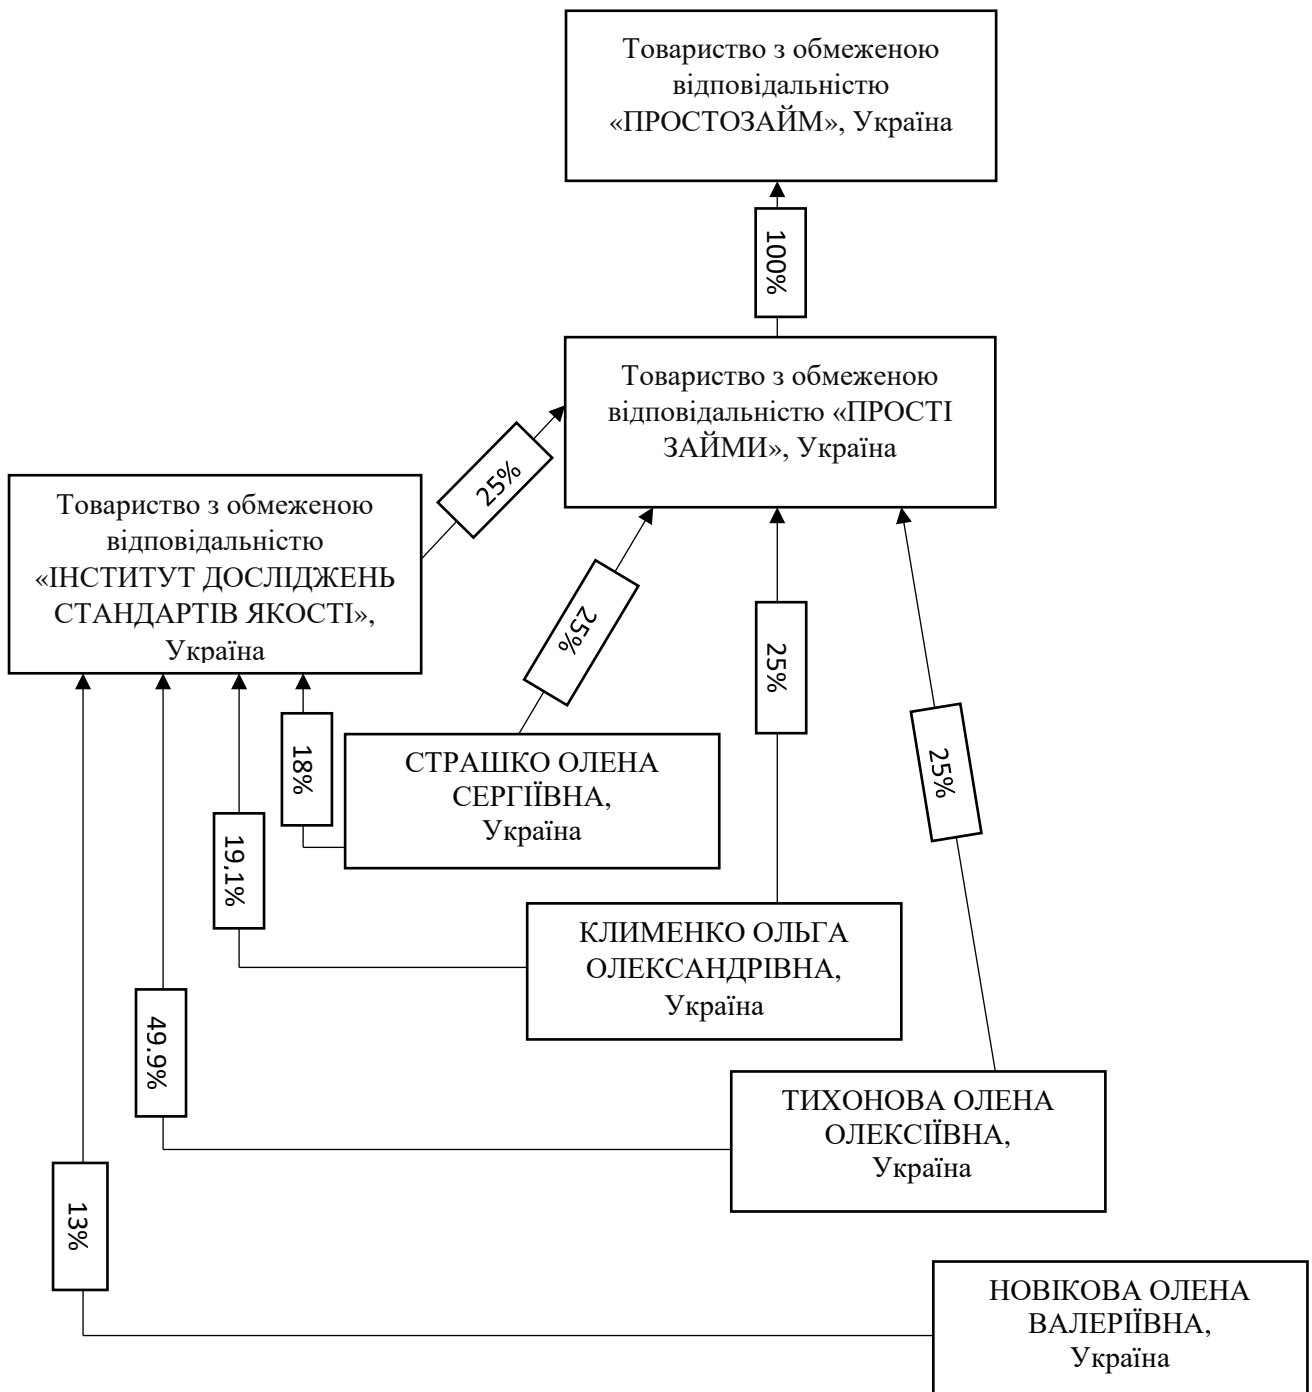 Товариство з обмеженою
відповідальністю
«ПРОСТОЗАЙМ», Україна
100%
Товариство з обмеженою
відповідальністю «ПРОСТІ
ЗАЙМИ», Україна
25%
Товариство з обмеженою
відповідальністю
«ІНСТИТУТ ДОСЛІДЖЕНЬ
СТАНДАРТІВ ЯКОСТІ»,
Україна
25%
25%
25%
18%
СТРАШКО ОЛЕНА
СЕРГІЇВНА,
Україна
19,1%
КЛИМЕНКО ОЛЬГА
ОЛЕКСАНДРІВНА,
Україна
49.9%
ТИХОНОВА ОЛЕНА
ОЛЕКСІЇВНА,
Україна
13%
НОВІКОВА ОЛЕНА
ВАЛЕРІЇВНА,
Україна